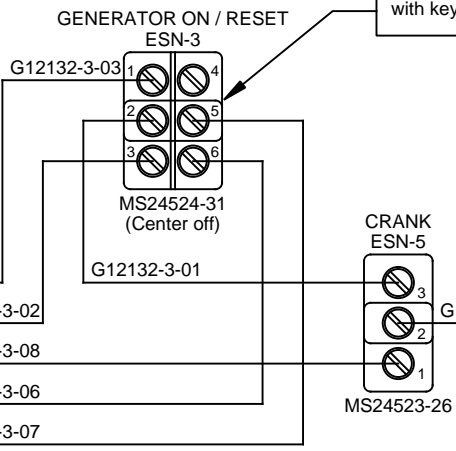 with key
GENERATOR ON / RESET
ESN-3
G12132-3-03
1
4
2
5
3
6
MS24524-31
(Center off)
CRANK
ESN-5
G12132-3-01
3
-3-02
G
2
-3-08
1
-3-06
MS24523-26
-3-07